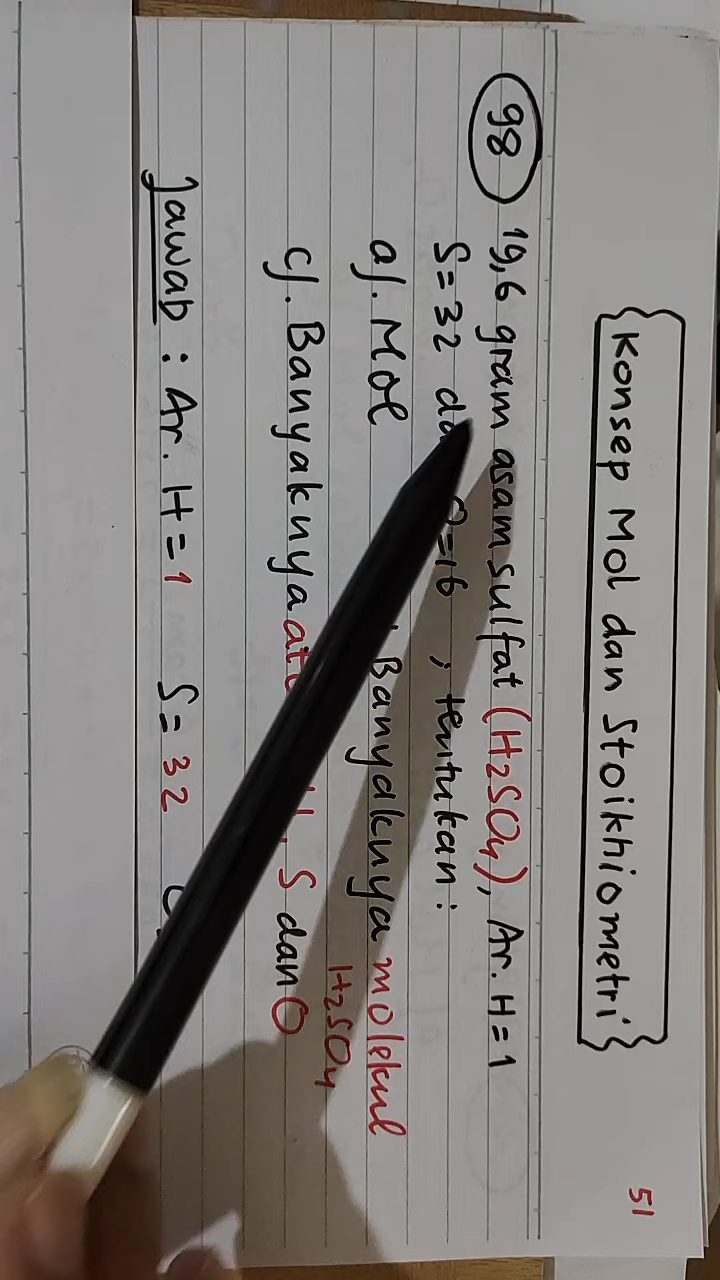 51
Konsep Mol dan Stoikhiometri
98 19,6 gram asam sulfat (H2SO4), Ar. H=1
S=32 O=16 , tentukan :
a). Mol Banyaknya molekul
H2SO4
c). Banyaknya S dan O
Jawab : Ar. H=1 S=32